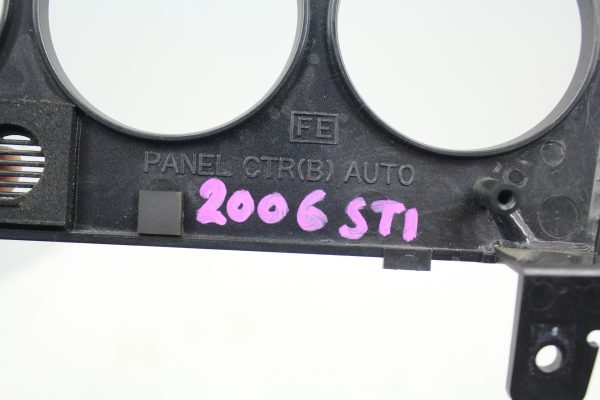 FE
PANEL CTR(B) AUTO
2006 STI